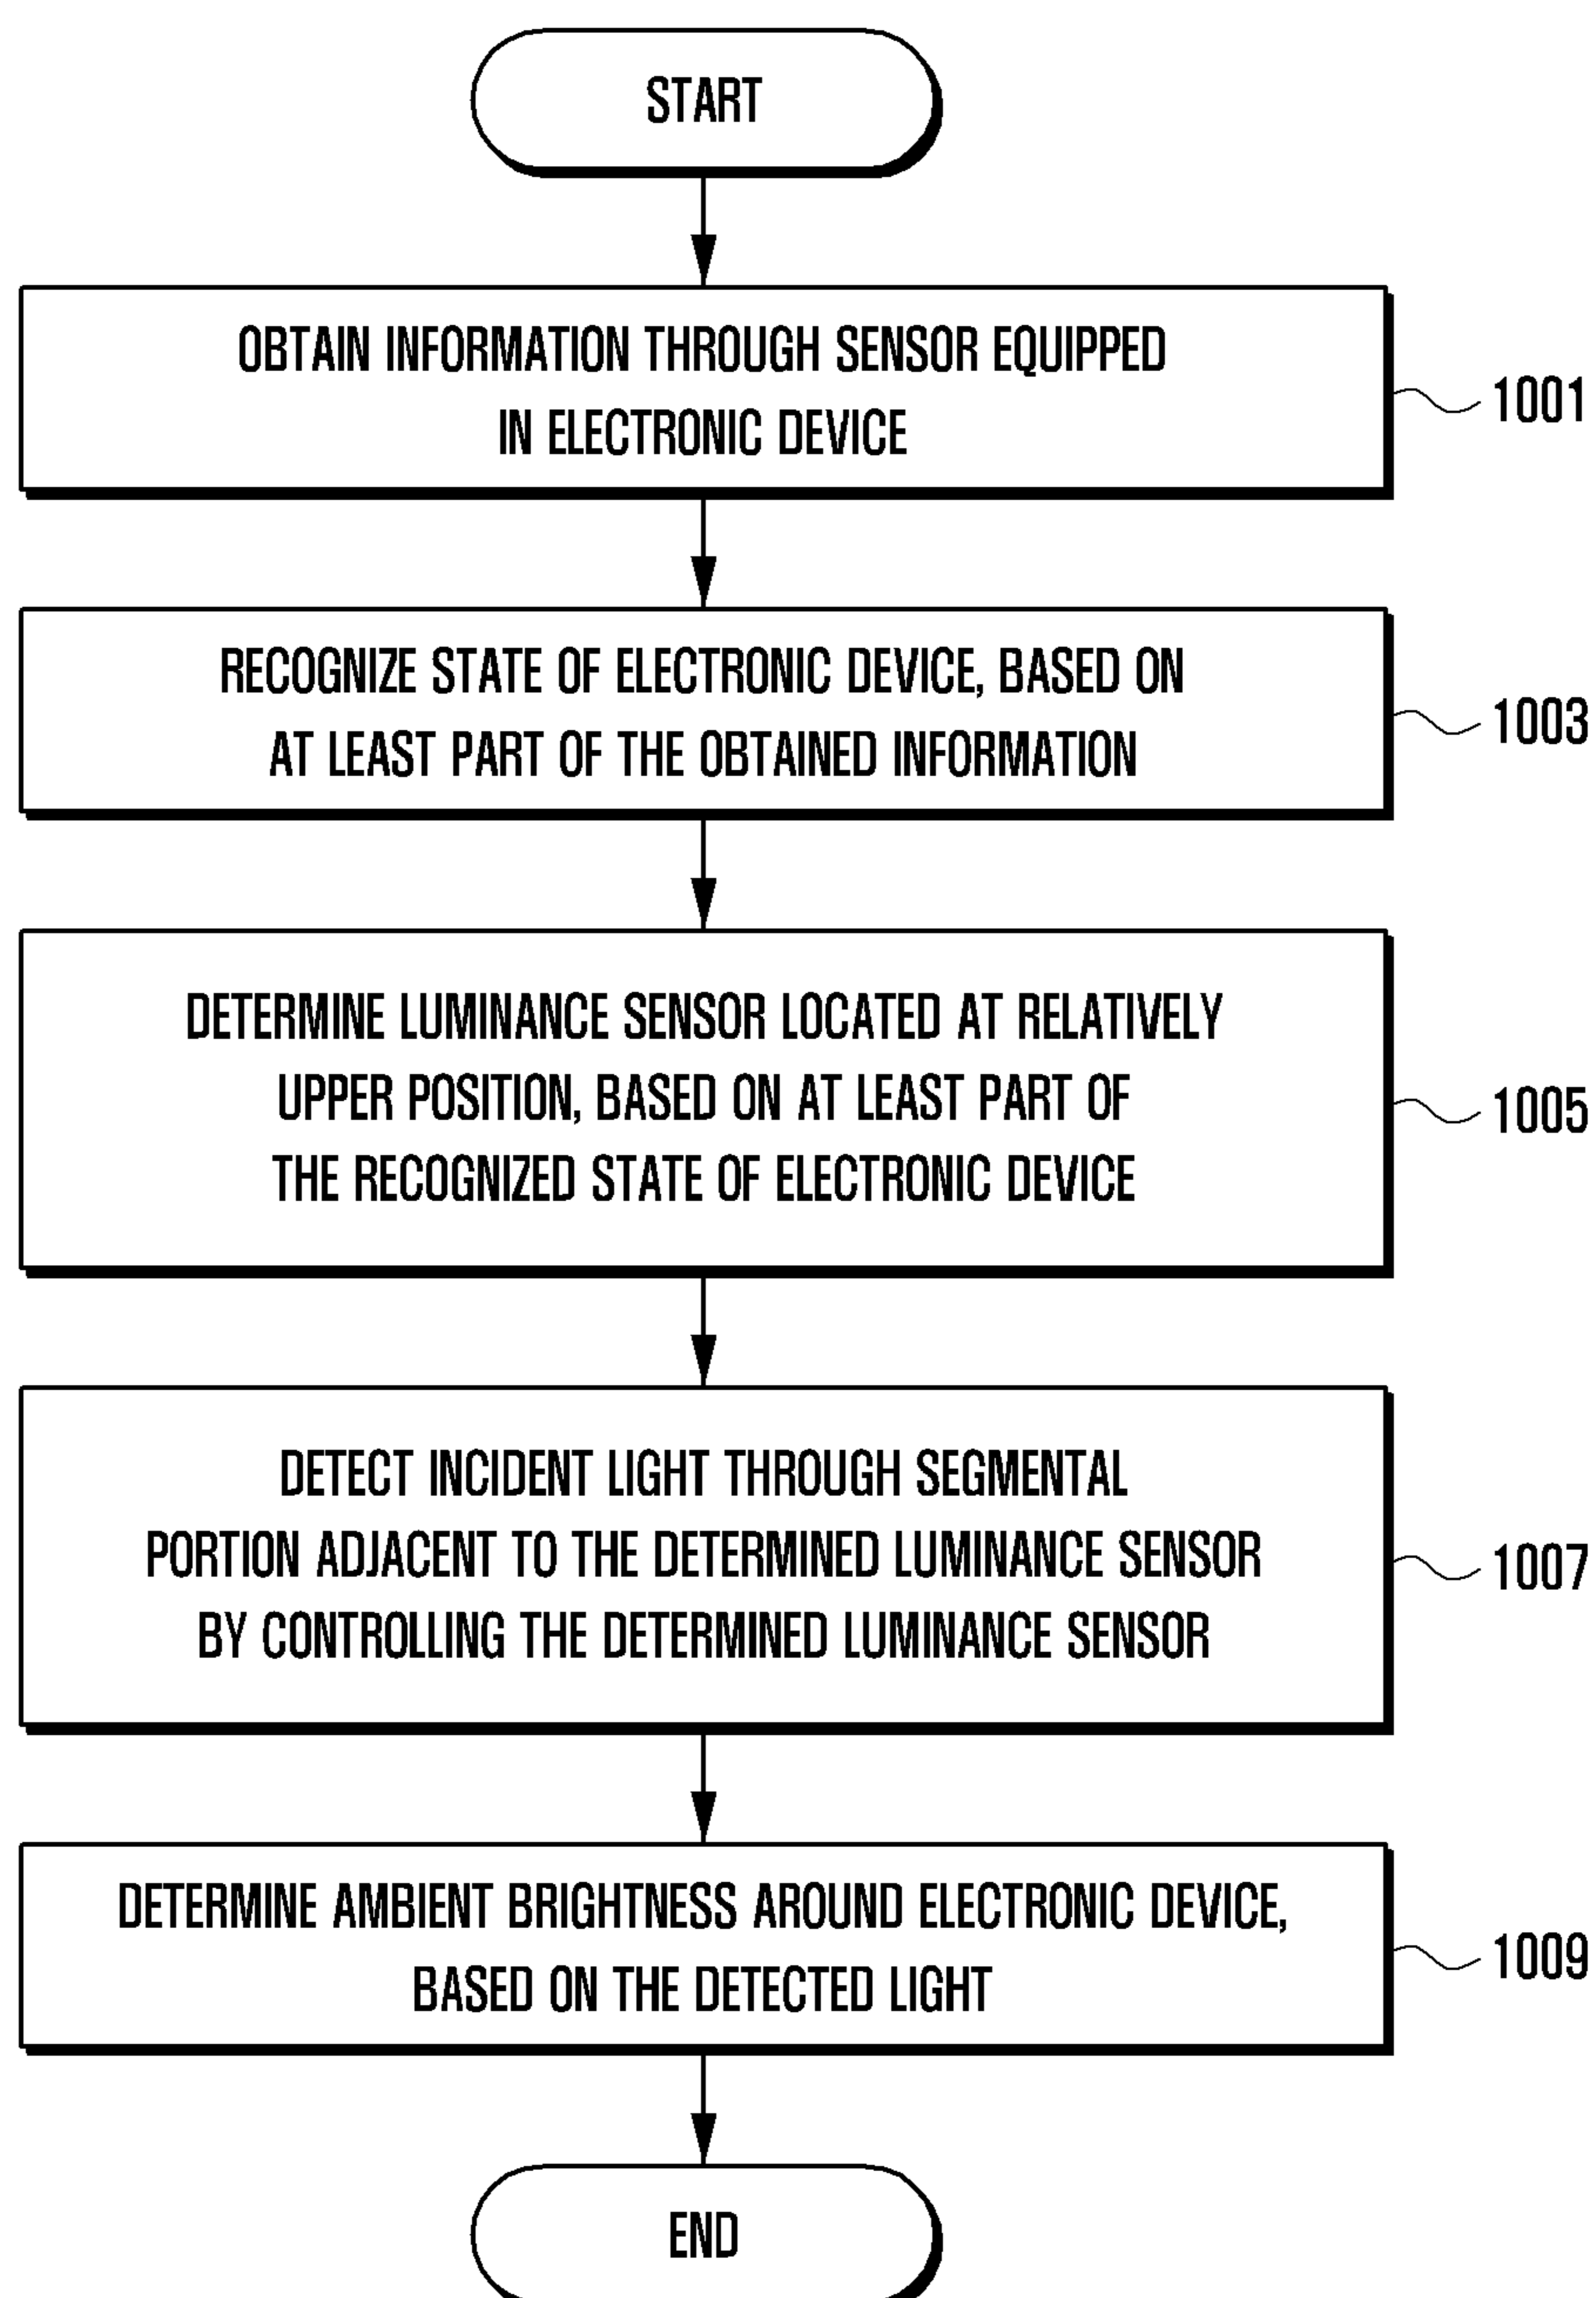 START
OBTAIN INFORMATION THROUGH SENSOR EQUIPPED
IN ELECTRONIC DEVICE
1001
RECOGNIZE STATE OF ELECTRONIC DEVICE, BASED ON
AT LEAST PART OF THE OBTAINED INFORMATION
1003
DETERMINE LUMINANCE SENSOR LOCATED AT RELATIVELY
UPPER POSITION, BASED ON AT LEAST PART OF
THE RECOGNIZED STATE OF ELECTRONIC DEVICE
1005
DETECT INCIDENT LIGHT THROUGH SEGMENTAL
PORTION ADJACENT TO THE DETERMINED LUMINANCE SENSOR
BY CONTROLLING THE DETERMINED LUMINANCE SENSOR
1007
DETERMINE AMBIENT BRIGHTNESS AROUND ELECTRONIC DEVICE,
BASED ON THE DETECTED LIGHT
1009
END